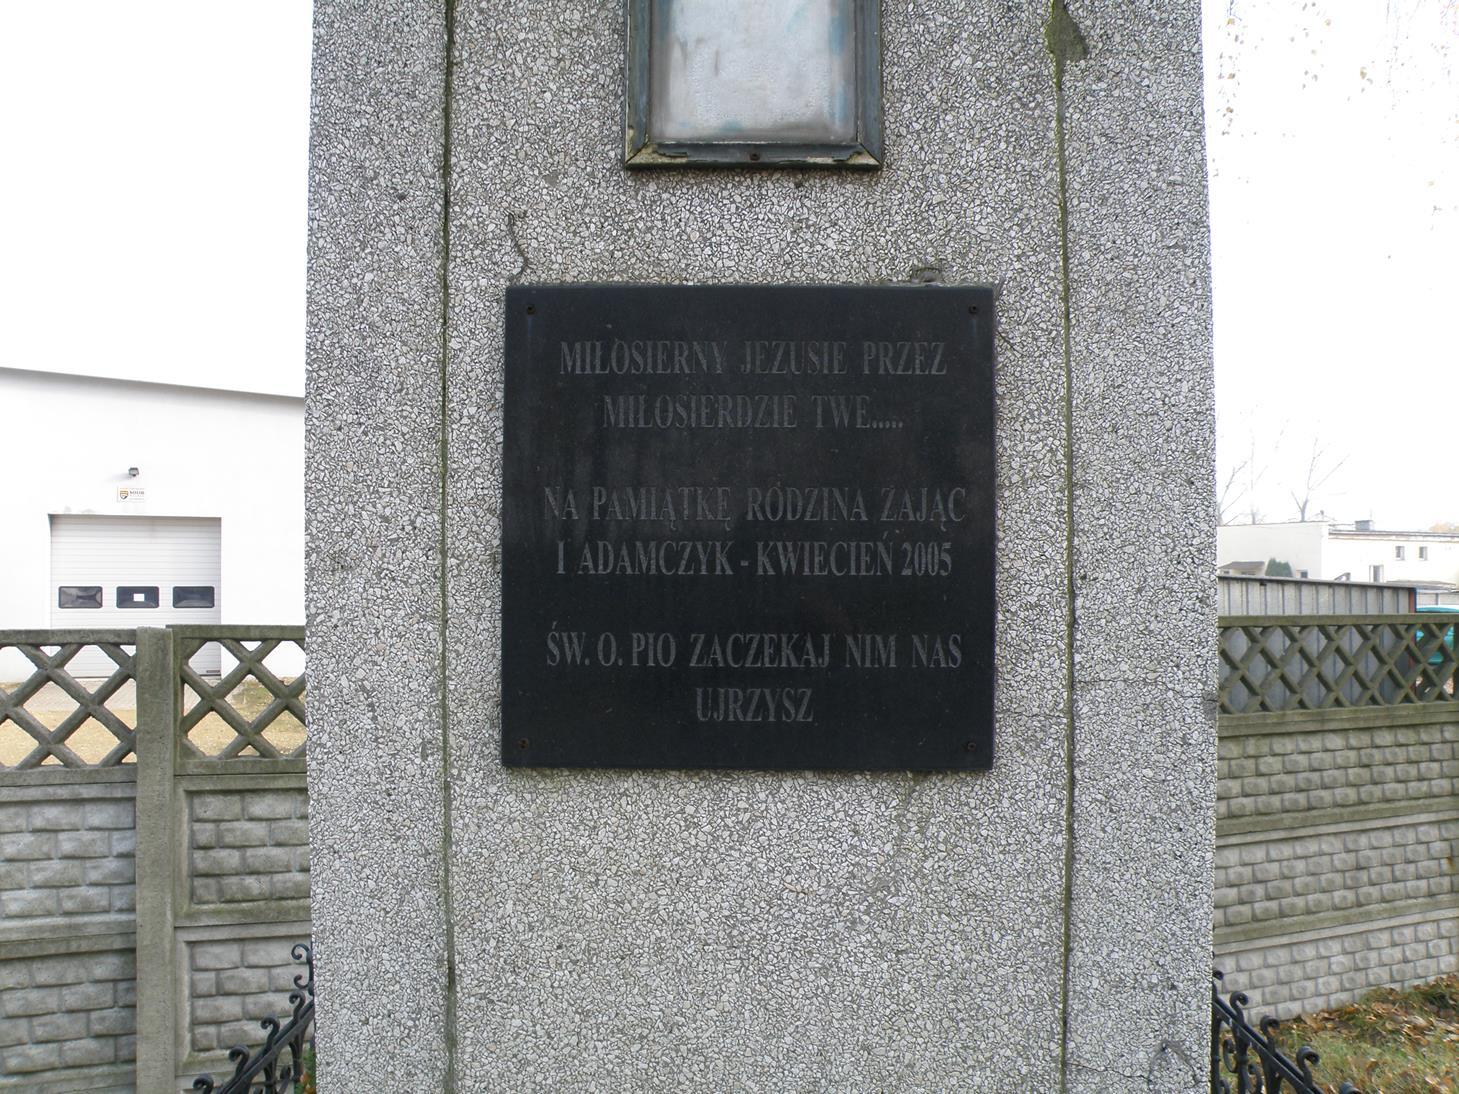 MIŁOSIERNY JEZUSIE PRZEZ
MIŁOSIERDZIE TWE.....
NA PAMIĄTKĘ RODZINA ZAJĄC
I ADAMCZYK - KWIECIEŃ 2005
ŚW. O. PIO ZACZEKAJ NIM NAS
UJRZYSZ